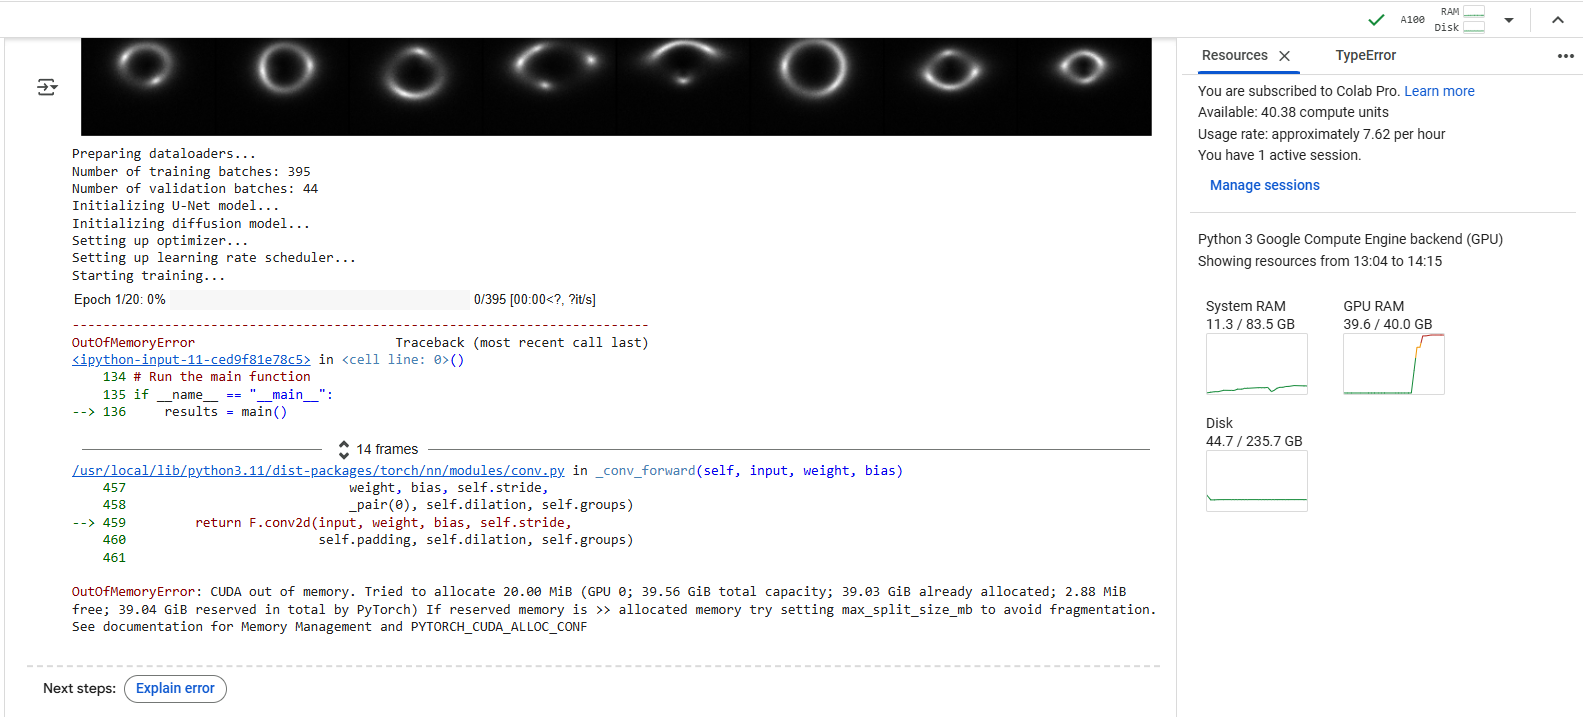 RAM
A100
Disk
Resources
TypeError
Preparing dataloaders...
Number of training batches: 395
Number of validation batches: 44
Initializing U-Net model...
Initializing diffusion model...
Setting up optimizer...
Setting up learning rate scheduler...
Starting training...
Epoch 1/20: 0% 0/395 [00:00<?, ?it/s]
---------------------------------------------------------------------------
OutOfMemoryError Traceback (most recent call last)
<ipython-input-11-ced9f81e78c5> in <cell line: 0>()
134 # Run the main function
135 if __name__ == "__main__":
--> 136 results = main()
14 frames
/usr/local/lib/python3.11/dist-packages/torch/nn/modules/conv.py in _conv_forward(self, input, weight, bias)
457 weight, bias, self.stride,
458 _pair(0), self.dilation, self.groups)
--> 459 return F.conv2d(input, weight, bias, self.stride,
460 self.padding, self.dilation, self.groups)
461
OutOfMemoryError: CUDA out of memory. Tried to allocate 20.00 MiB (GPU 0; 39.56 GiB total capacity; 39.03 GiB already allocated; 2.88 MiB
free; 39.04 GiB reserved in total by PyTorch) If reserved memory is >> allocated memory try setting max_split_size_mb to avoid fragmentation.
See documentation for Memory Management and PYTORCH_CUDA_ALLOC_CONF
Next steps: Explain error
You are subscribed to Colab Pro. Learn more
Available: 40.38 compute units
Usage rate: approximately 7.62 per hour
You have 1 active session.
Manage sessions
Python 3 Google Compute Engine backend (GPU)
Showing resources from 13:04 to 14:15
System RAM
11.3 / 83.5 GB
GPU RAM
39.6 / 40.0 GB
Disk
44.7 / 235.7 GB